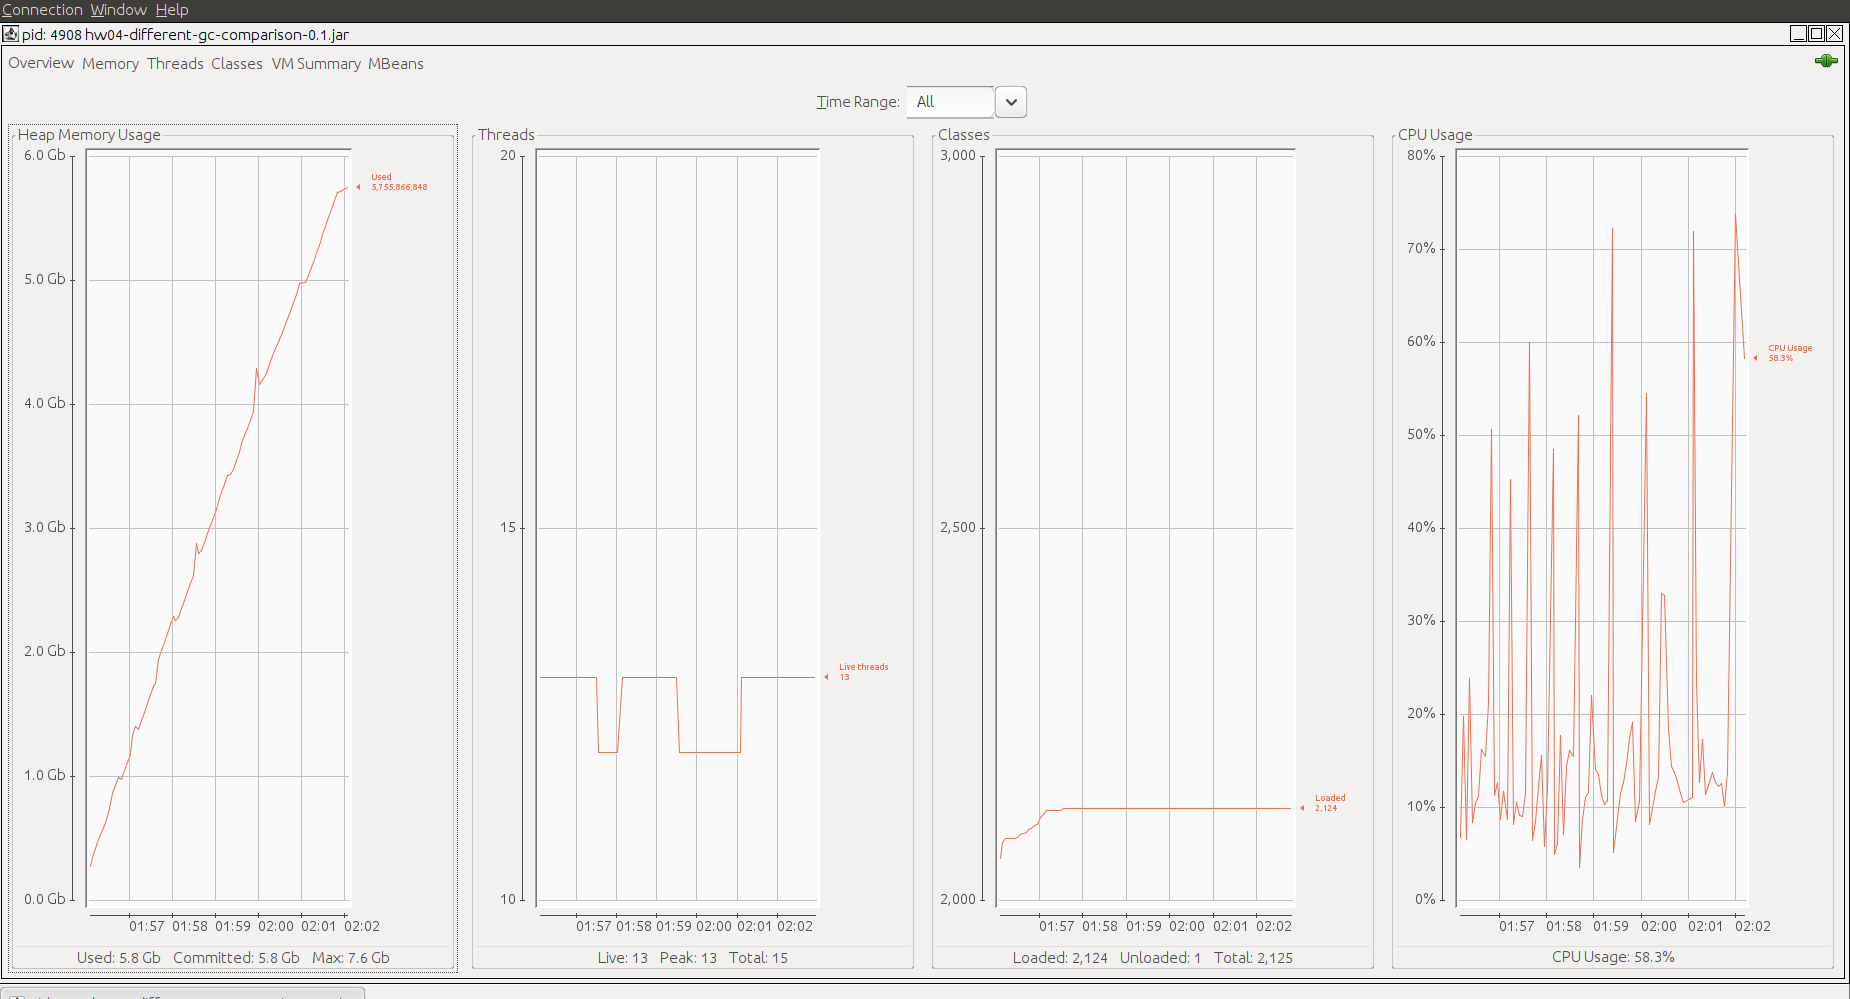 Connection Window Help
pid: 4908 hw04-different-gc-comparison-0.1.jar
Overview Memory Threads Classes VM Summary MBeans
Time Range: All
Heap Memory Usage
6.0 Gb
5.0 Gb
4.0 Gb
3.0 Gb
2.0 Gb
1.0 Gb
0.0 Gb
Used
5,755,866,848
01:57 01:58 01:59 02:00 02:01 02:02
Used: 5.8 Gb Committed: 5.8 Gb Max: 7.6 Gb
Threads
20
15
10
Live threads
13
01:57 01:58 01:59 02:00 02:01 02:02
Live: 13 Peak: 13 Total: 15
Classes
3,000
2,500
2,000
Loaded
2,124
01:57 01:58 01:59 02:00 02:01 02:02
Loaded: 2,124 Unloaded: 1 Total: 2,125
CPU Usage
80%
70%
60%
50%
40%
30%
20%
10%
0%
CPU Usage
58.3%
01:57 01:58 01:59 02:00 02:01 02:02
CPU Usage: 58.3%